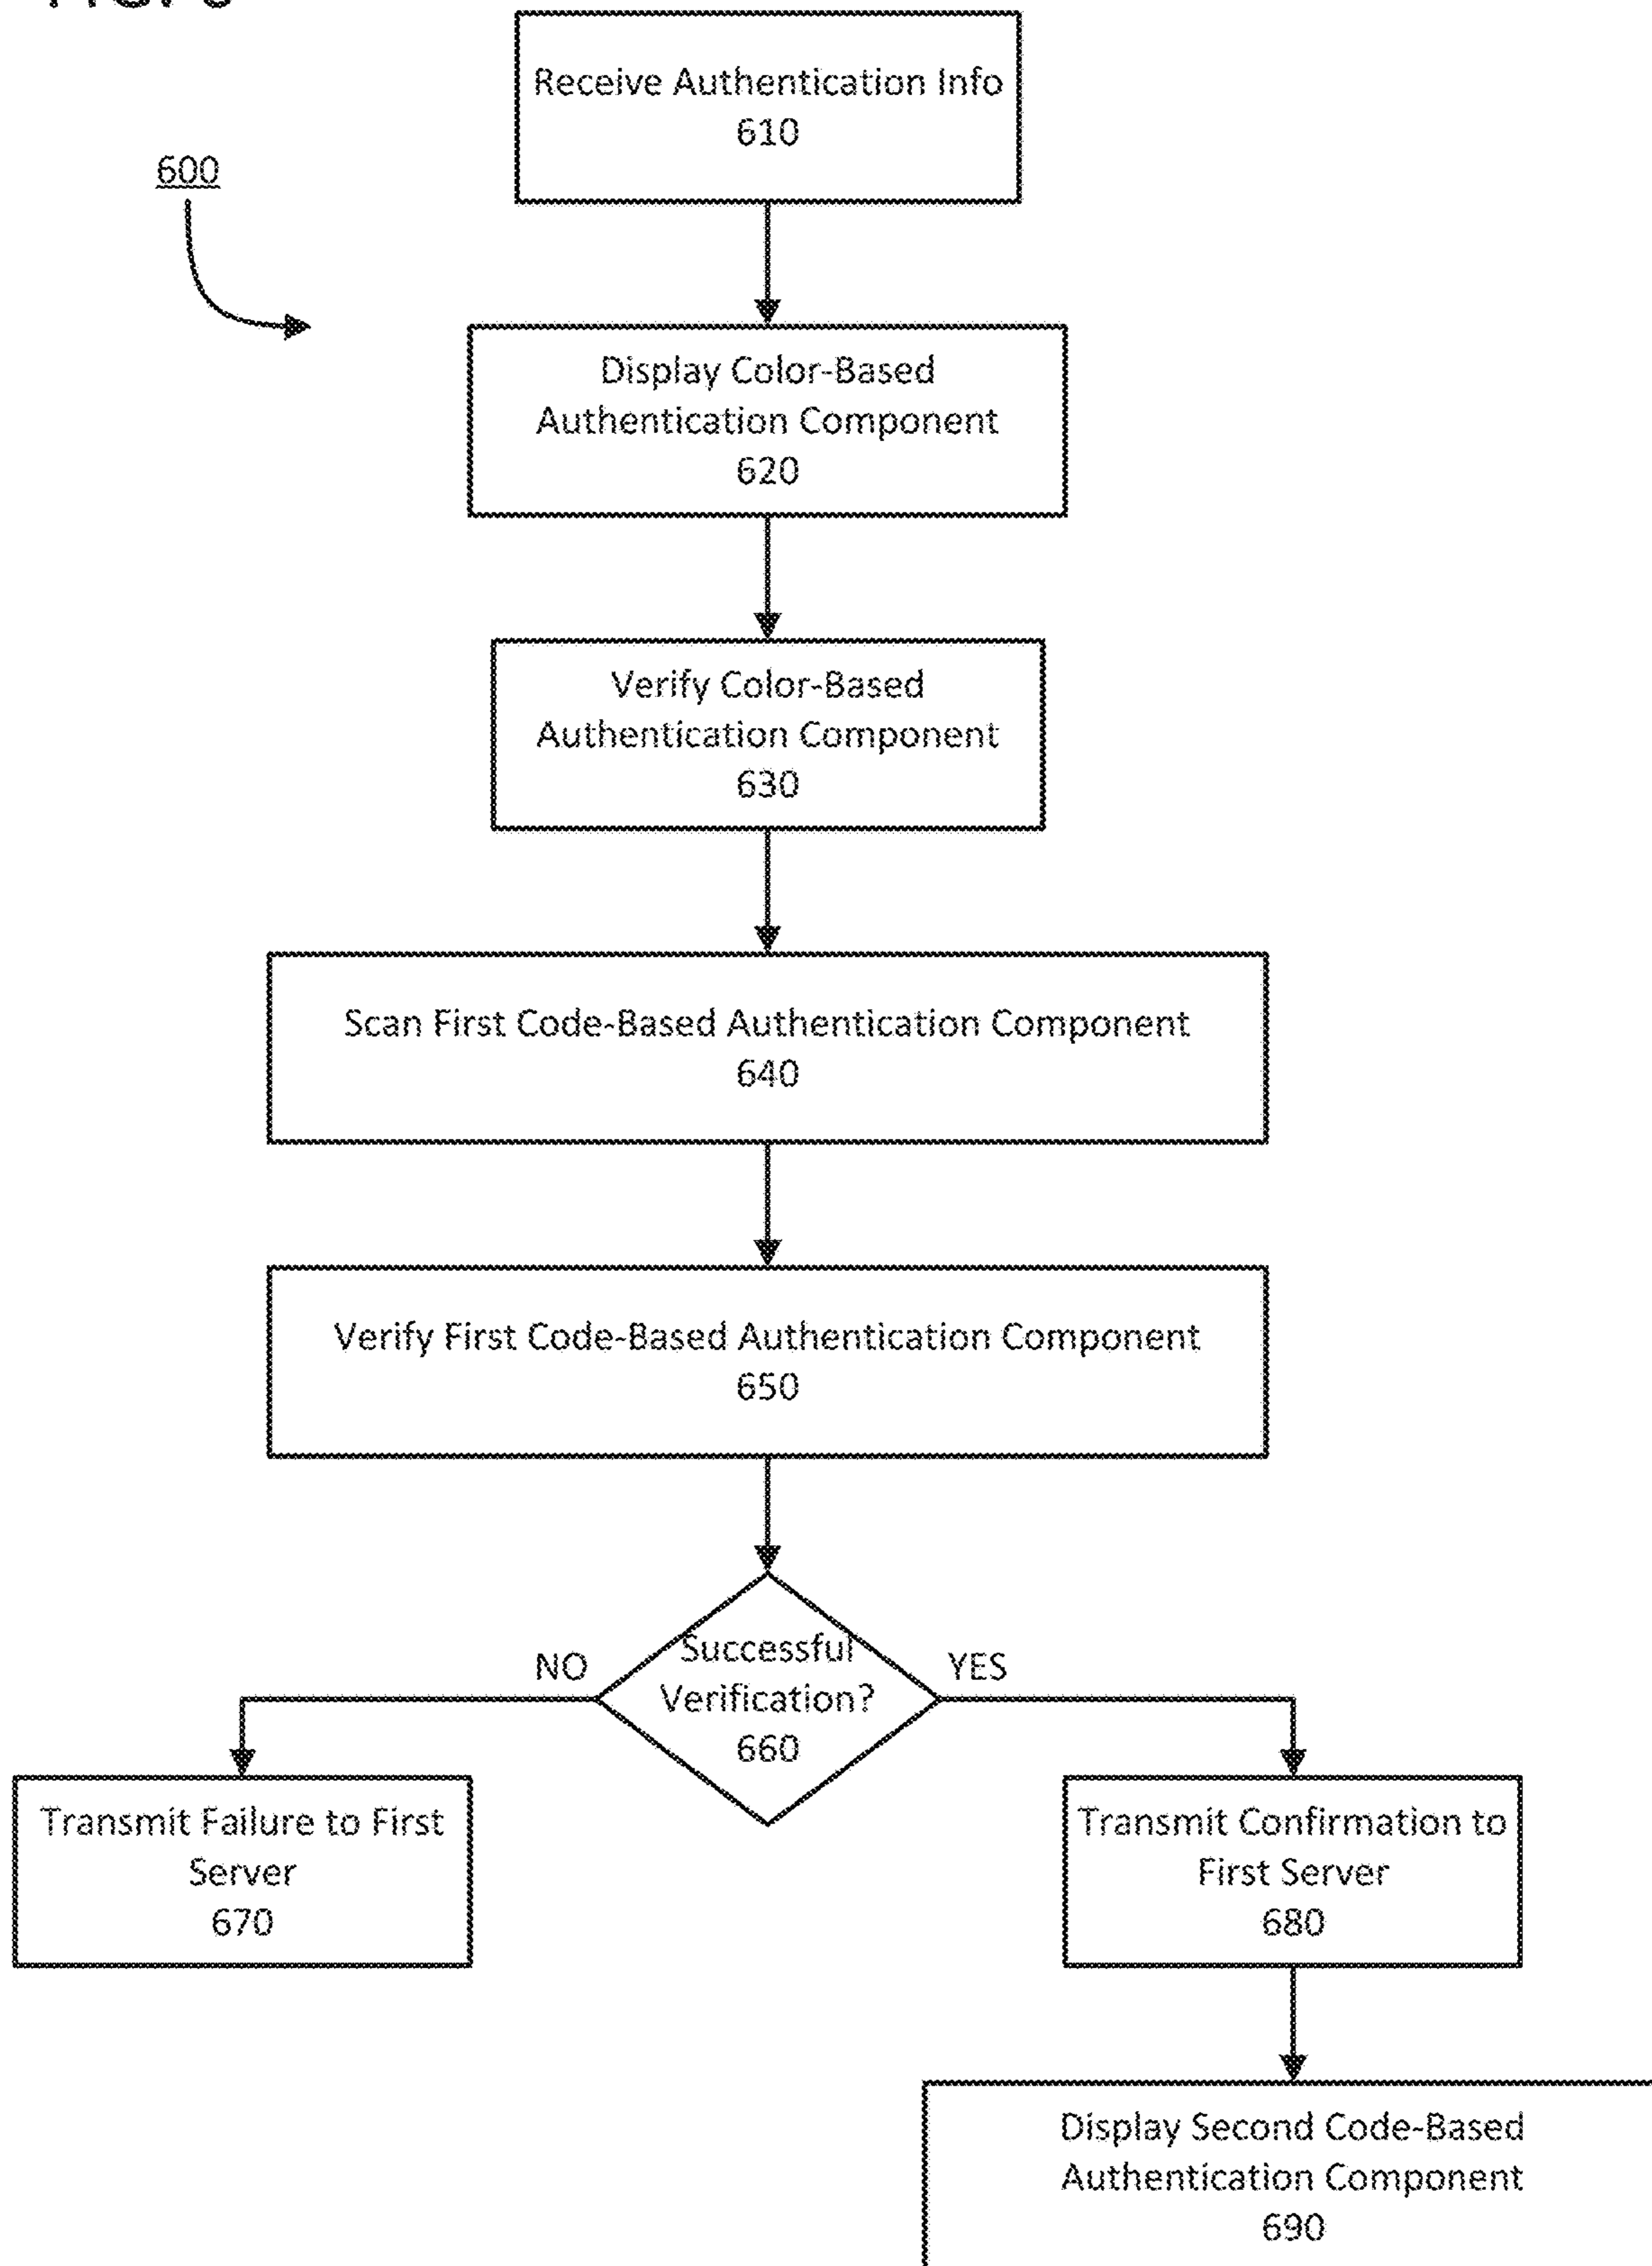 Receive Authentication Info
610
600
Display Color-Based
Authentication Component
620
Verify Color-Based
Authentication Component
630
Scan First Code-Based Authentication Component
640
Verify First Code-Based Authentication Component
650
Successful
Verification?
660
NO
YES
Transmit Failure to First
Server
670
Transmit Confirmation to
First Server
680
Display Second Code-Based
Authentication Component
690